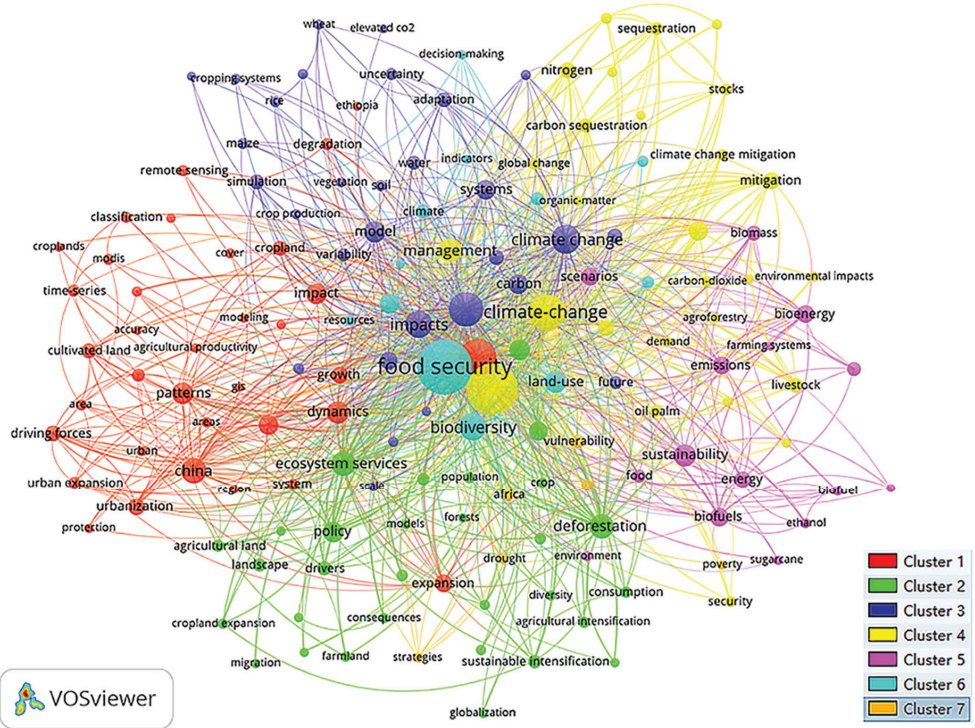 wheat
elevated co2
sequestration
decision-making
nitrogen
cropping systems
uncertainty
stocks
rice
ethiopia
adaptation
carbon sequestration
maize
degradation
water
indicators
global change
climate change mitigation
remote sensing
simulation
vegetation
soil
systems
mitigation
organic-matter
classification
crop production
climate
model
management
climate change
biomass
croplands
modis
cover
cropland
variability
carbon
scenarios
carbon-dioxide
environmental impacts
time-series
impact
climate-change
agroforestry
bioenergy
modeling
resources
impacts
accuracy
agricultural productivity
demand
farming systems
cultivated land
food security
emissions
growth
land-use
future
livestock
gis
patterns
area
areas
dynamics
oil palm
driving forces
biodiversity
urban
vulnerability
china
ecosystem services
sustainability
urban expansion
region
system
scale
population
crop
food
energy
biofuel
urbanization
africa
protection
policy
models
forests
deforestation
biofuels
ethanol
agricultural land
landscape
drivers
drought
environment
sugarcane
poverty
expansion
diversity
consumption
security
cropland expansion
consequences
agricultural intensification
migration
farmland
strategies
sustainable intensification
globalization
VOSviewer
Cluster 1
Cluster 2
Cluster 3
Cluster 4
Cluster 5
Cluster 6
Cluster 7